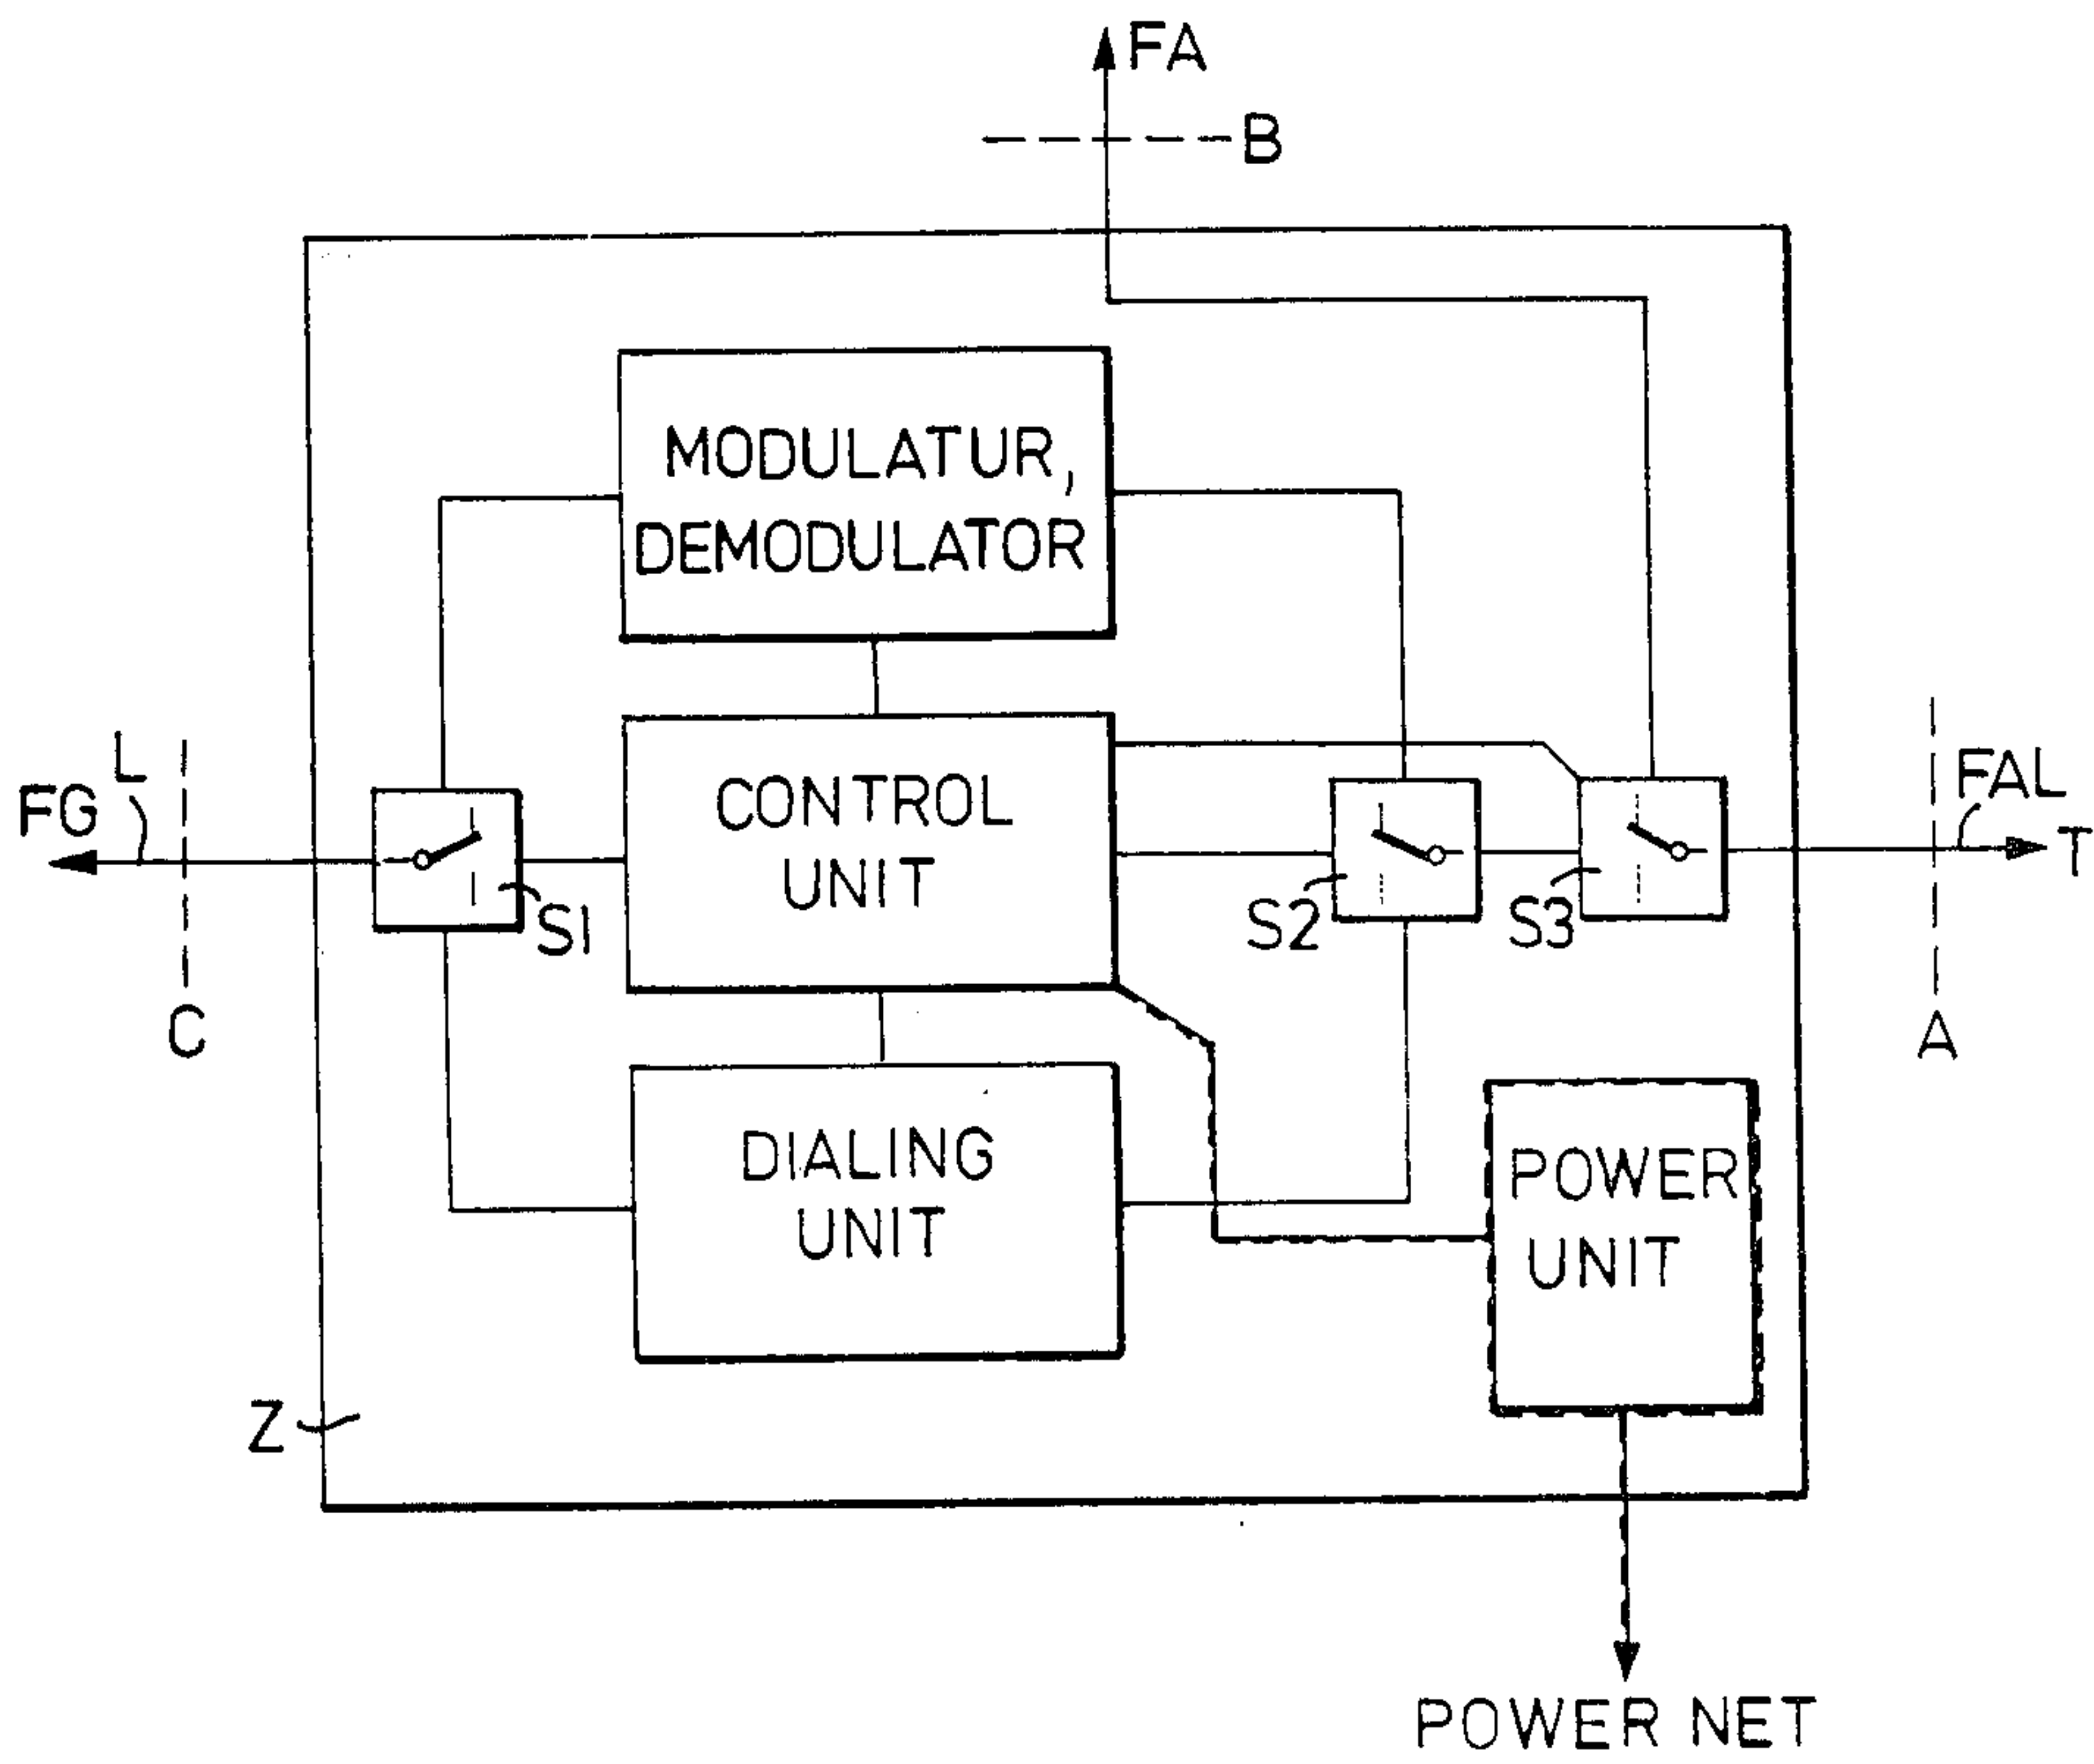 FA
B
MODULATUR,
DEMODULATOR
L
FG
C
S1
CONTROL
UNIT
S2
S3
FAL
T
A
DIALING
UNIT
POWER
UNIT
Z
POWER NET